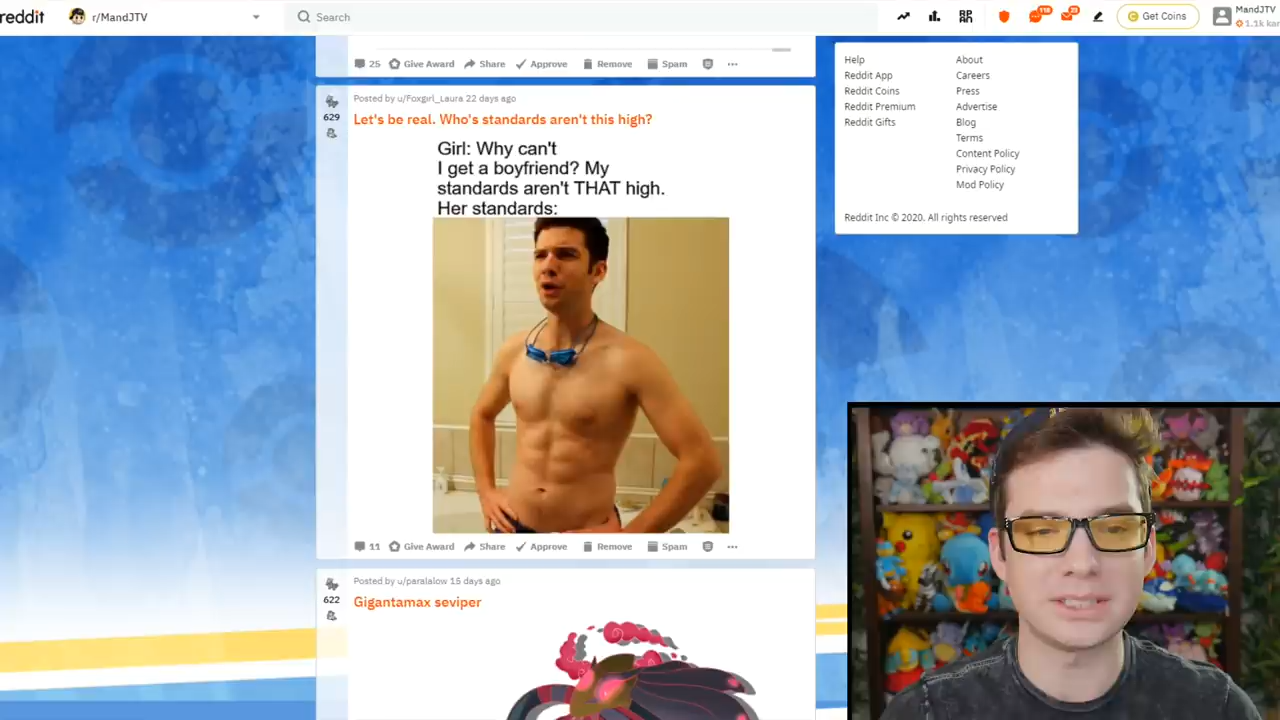 reddit
r/MandJTV
Search
119
23
Get Coins
MandJTV
1.1k kar
25 Give Award Share Approve Remove Spam
Posted by u/Foxgirl_Laura 22 days ago
629
Let's be real. Who's standards aren't this high?
Girl: Why can't
I get a boyfriend? My
standards aren't THAT high.
Her standards:
11 Give Award Share Approve Remove Spam
Posted by u/paralalow 15 days ago
622
Gigantamax seviper
Help
Reddit App
Reddit Coins
Reddit Premium
Reddit Gifts
About
Careers
Press
Advertise
Blog
Terms
Content Policy
Privacy Policy
Mod Policy
Reddit Inc © 2020. All rights reserved